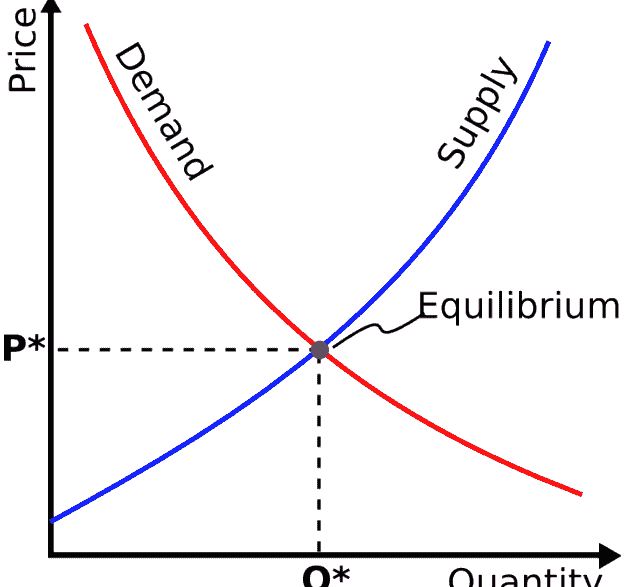 Price
Demand
Supply
Equilibrium
P*
Q*
Quantity